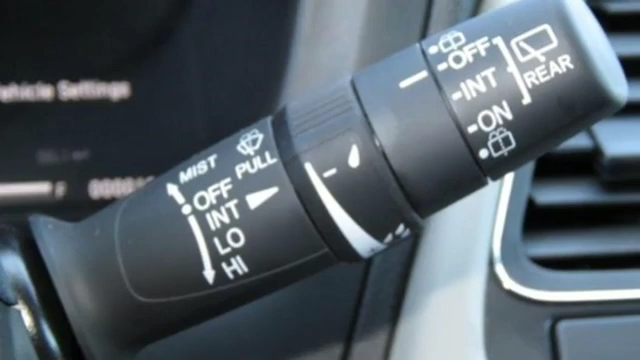 ehicle Settings
MIST
PULL
OFF
INT
LO
HI
-OFF
-INT
-ON
REAR
F